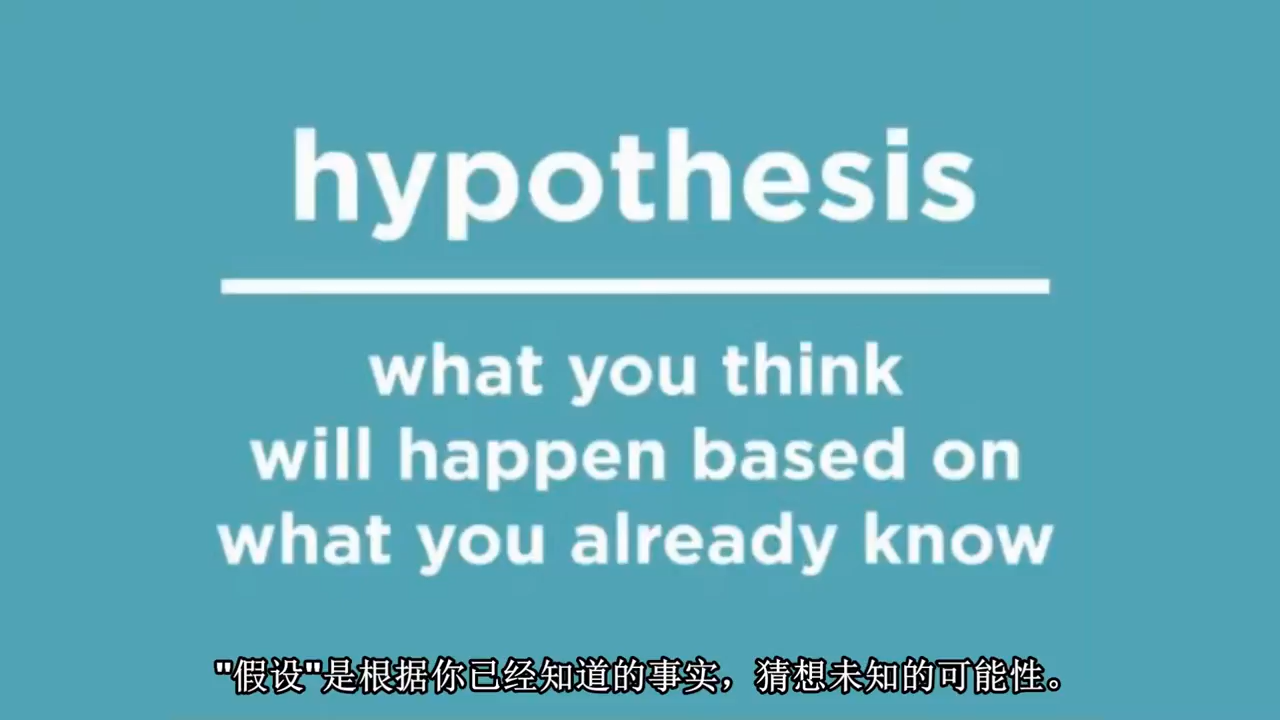 hypothesis
what you think
will happen based on
what you already know
"假设"是根据你已经知道的事实，猜想未知的可能性。